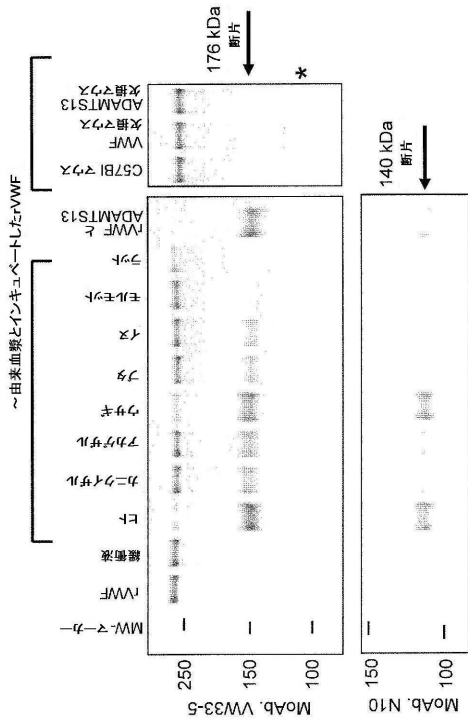 ~由来血漿とインキュベートしたrVWF
MW-マーカー
rVWF
緩衝液
ヒト
カニクイザル
アカゲザル
ウサギ
ブタ
イヌ
モルモット
ラット
rVWF と
ADAMTS13
C57Bl マウス
VWF
欠損マウス
ADAMTS13
欠損マウス
250
150
100
MoAb. VW33-5
176 kDa
断片
*
150
100
MoAb. N10
140 kDa
断片